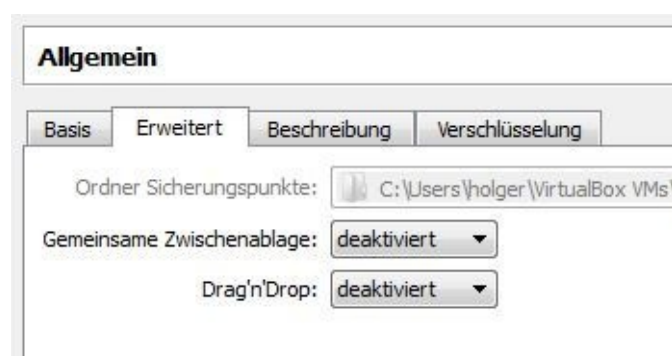 Allgemein
Basis Erweitert Beschreibung Verschlüsselung
Ordner Sicherungspunkte: C:\Users\holger\VirtualBox VMs\
Gemeinsame Zwischenablage: deaktiviert
Drag'n'Drop: deaktiviert